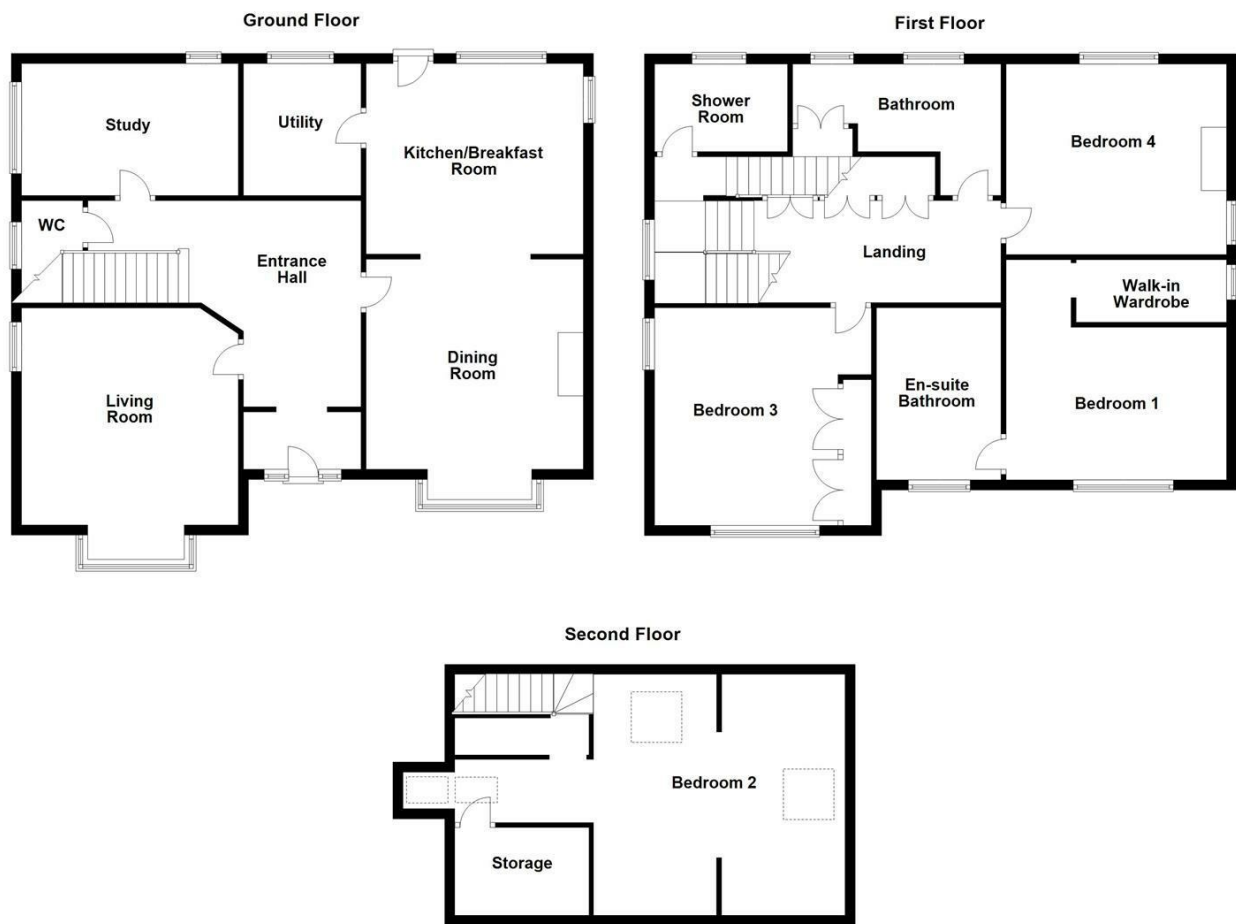 Ground Floor
Study
Utility
Kitchen/Breakfast
Room
WC
Entrance
Hall
Living
Room
Dining
Room
First Floor
Shower
Room
Bathroom
Bedroom 4
Landing
Walk-in
Wardrobe
Bedroom 3
En-suite
Bathroom
Bedroom 1
Second Floor
Bedroom 2
Storage